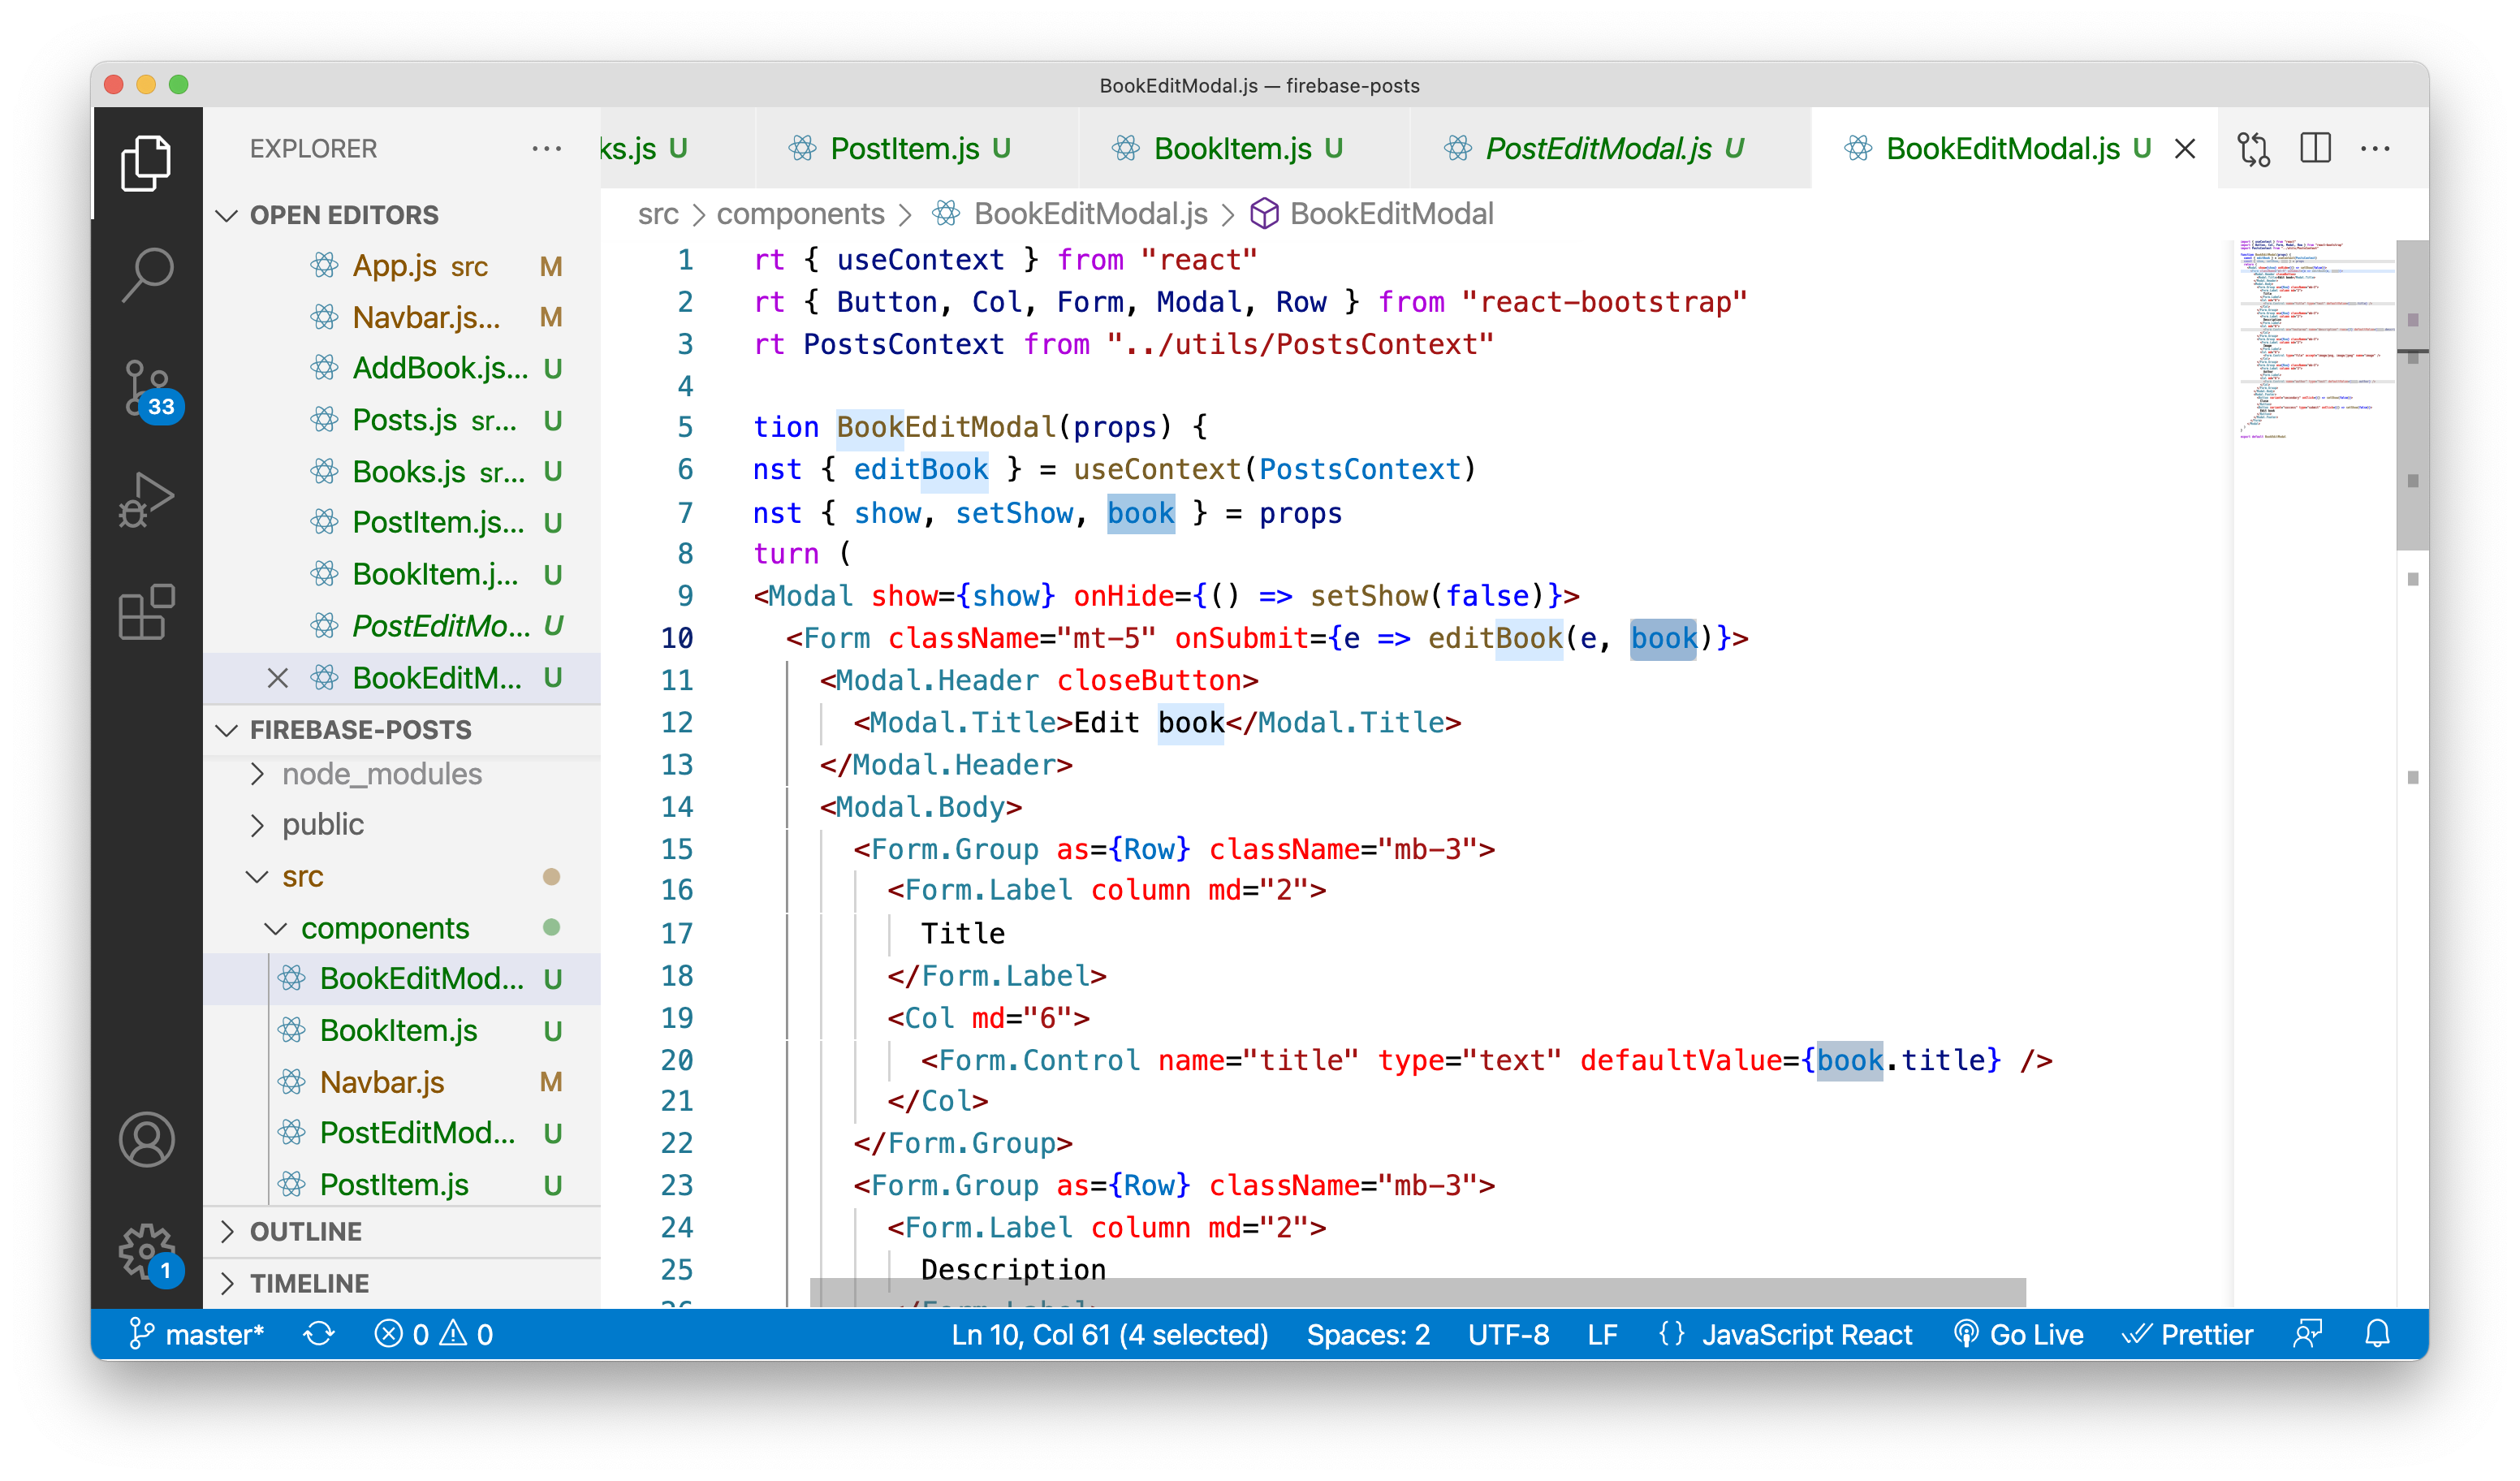 BookEditModal.js — firebase-posts
EXPLORER
ks.js U
PostItem.js U
BookItem.js U
PostEditModal.js U
BookEditModal.js U
OPEN EDITORS
App.js src M
Navbar.js... M
AddBook.js... U
Posts.js sr... U
Books.js sr... U
PostItem.js... U
BookItem.j... U
PostEditMo... U
BookEditM... U
FIREBASE-POSTS
node_modules
public
src
components
BookEditMod... U
BookItem.js U
Navbar.js M
PostEditMod... U
PostItem.js U
OUTLINE
TIMELINE
33
1
src > components > BookEditModal.js > BookEditModal
1 rt { useContext } from "react"
2 rt { Button, Col, Form, Modal, Row } from "react-bootstrap"
3 rt PostsContext from "../utils/PostsContext"
4
5 tion BookEditModal(props) {
6 nst { editBook } = useContext(PostsContext)
7 nst { show, setShow, book } = props
8 turn (
9 <Modal show={show} onHide={() => setShow(false)}>
10 <Form className="mt-5" onSubmit={e => editBook(e, book)}>
11 <Modal.Header closeButton>
12 <Modal.Title>Edit book</Modal.Title>
13 </Modal.Header>
14 <Modal.Body>
15 <Form.Group as={Row} className="mb-3">
16 <Form.Label column md="2">
17 Title
18 </Form.Label>
19 <Col md="6">
20 <Form.Control name="title" type="text" defaultValue={book.title} />
21 </Col>
22 </Form.Group>
23 <Form.Group as={Row} className="mb-3">
24 <Form.Label column md="2">
25 Description
26 </Form.Label>
master* 0 0 Ln 10, Col 61 (4 selected) Spaces: 2 UTF-8 LF {} JavaScript React Go Live Prettier